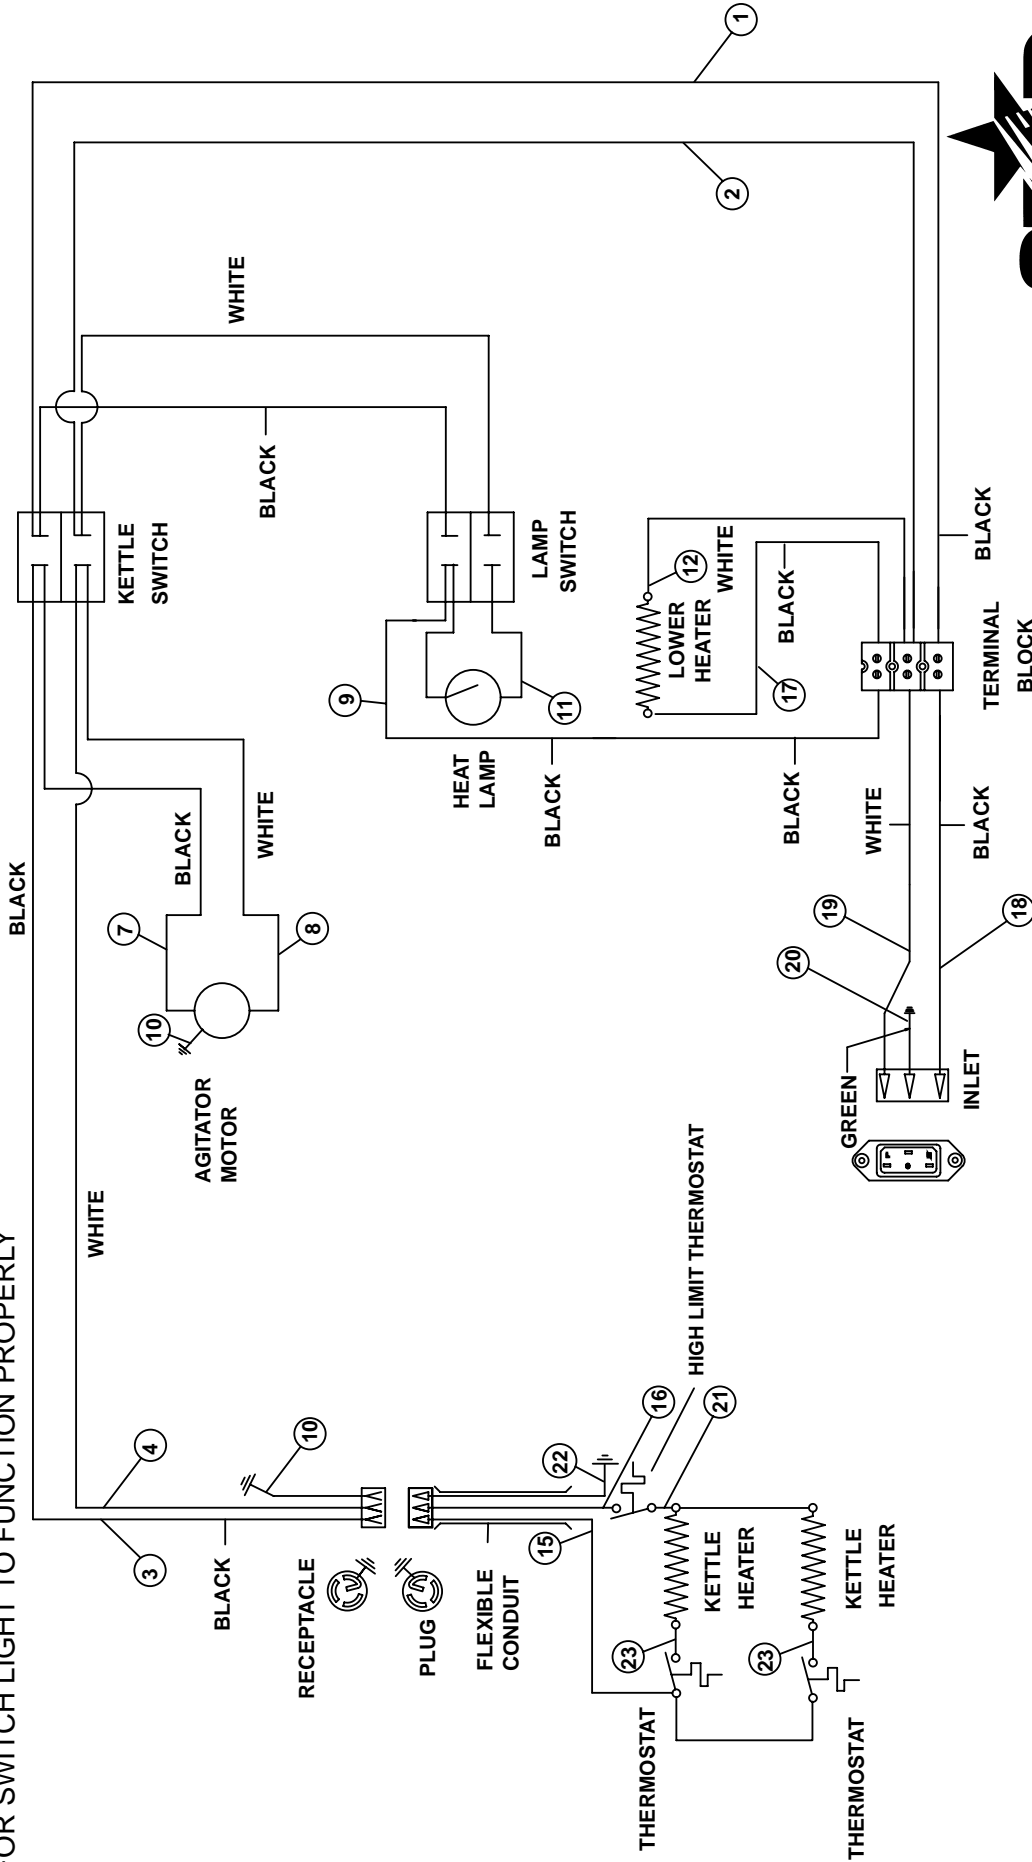 OR SWITCH LIGHT TO FUNCTION PROPERLY
1
2
WHITE
BLACK
KETTLE
SWITCH
LAMP
SWITCH
BLACK
9
11
HEAT
LAMP
BLACK
12
WHITE
LOWER
HEATER
BLACK
17
BLACK
BLACK
TERMINAL
BLOCK
WHITE
BLACK
BLACK
BLACK
WHITE
7
8
10
AGITATOR
MOTOR
WHITE
19
20
18
GREEN
INLET
4
3
10
BLACK
RECEPTACLE
PLUG
FLEXIBLE
CONDUIT
22
15
16
21
HIGH LIMIT THERMOSTAT
KETTLE
HEATER
KETTLE
HEATER
23
23
THERMOSTAT
THERMOSTAT